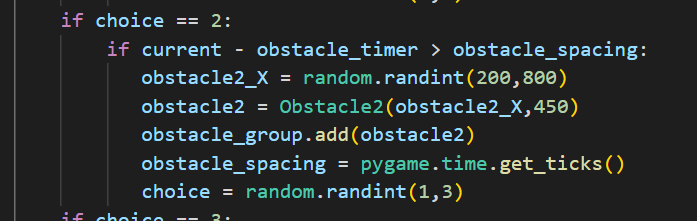 if choice == 2:
if current - obstacle_timer > obstacle_spacing:
obstacle2_X = random.randint(200,800)
obstacle2 = Obstacle2(obstacle2_X,450)
obstacle_group.add(obstacle2)
obstacle_spacing = pygame.time.get_ticks()
choice = random.randint(1,3)
if choice == 3: